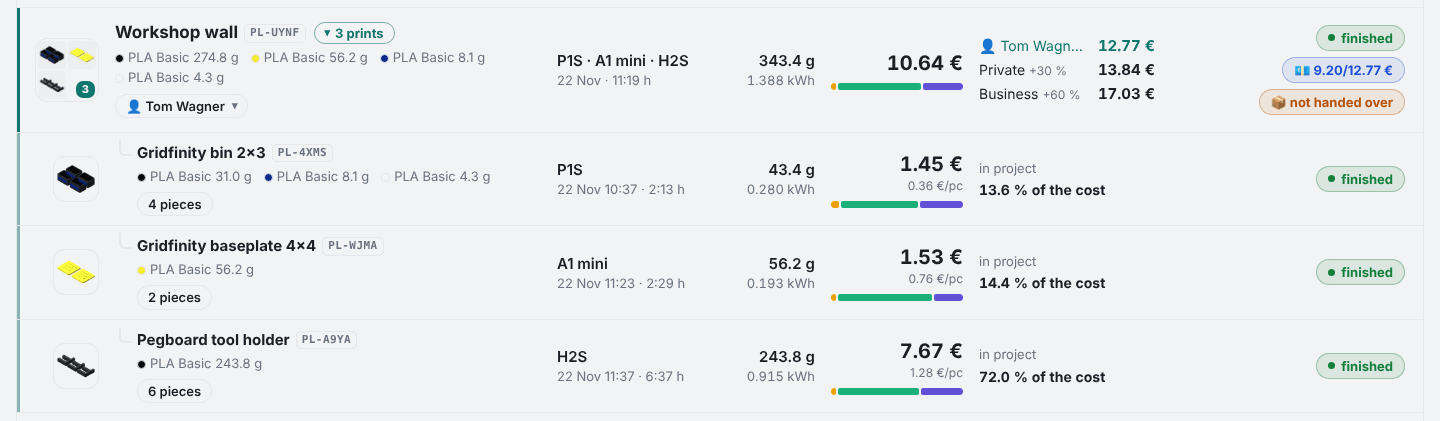 Workshop wall PL-UYNF ▾ 3 prints
PLA Basic 274.8 g PLA Basic 56.2 g PLA Basic 8.1 g
PLA Basic 4.3 g
3
👤 Tom Wagner ▾
P1S · A1 mini · H2S
22 Nov · 11:19 h
343.4 g
1.388 kWh
10.64 €
👤 Tom Wagn... 12.77 €
Private +30 % 13.84 €
Business +60 % 17.03 €
finished
💶 9.20/12.77 €
📦 not handed over
Gridfinity bin 2×3 PL-4XMS
PLA Basic 31.0 g PLA Basic 8.1 g PLA Basic 4.3 g
4 pieces
P1S
22 Nov 10:37 · 2:13 h
43.4 g
0.280 kWh
1.45 €
0.36 €/pc
in project
13.6 % of the cost
finished
Gridfinity baseplate 4×4 PL-WJMA
PLA Basic 56.2 g
2 pieces
A1 mini
22 Nov 11:23 · 2:29 h
56.2 g
0.193 kWh
1.53 €
0.76 €/pc
in project
14.4 % of the cost
finished
Pegboard tool holder PL-A9YA
PLA Basic 243.8 g
6 pieces
H2S
22 Nov 11:37 · 6:37 h
243.8 g
0.915 kWh
7.67 €
1.28 €/pc
in project
72.0 % of the cost
finished